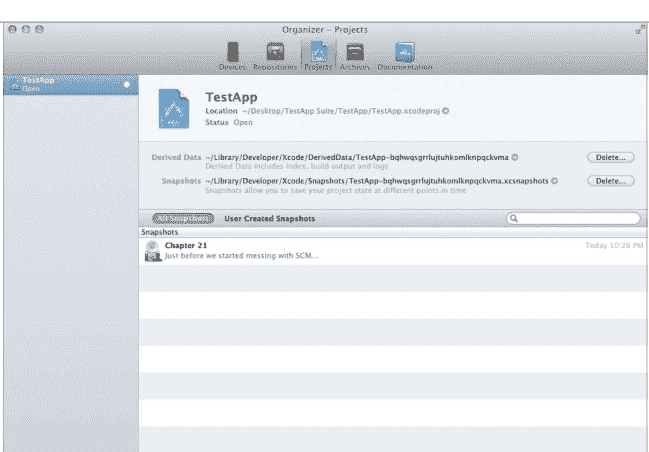 Organizer – Projects
Devices Repositories Projects Archives Documentation
TestApp
Open
TestApp
Location ~/Desktop/TestApp Suite/TestApp/TestApp.xcodeproj
Status Open
Derived Data ~/Library/Developer/Xcode/DerivedData/TestApp-bqhwqsgrrlujtuhkomlknpqckvma Delete...
Derived Data includes index, build output and logs
Snapshots ~/Library/Developer/Xcode/Snapshots/TestApp-bqhwqsgrrlujtuhkomlknpqckvma.xcsnapshots Delete...
Snapshots allow you to save your project state at different points in time
All Snapshots User Created Snapshots
Snapshots
Chapter 21 Today 10:26 PM
Just before we started messing with SCM...